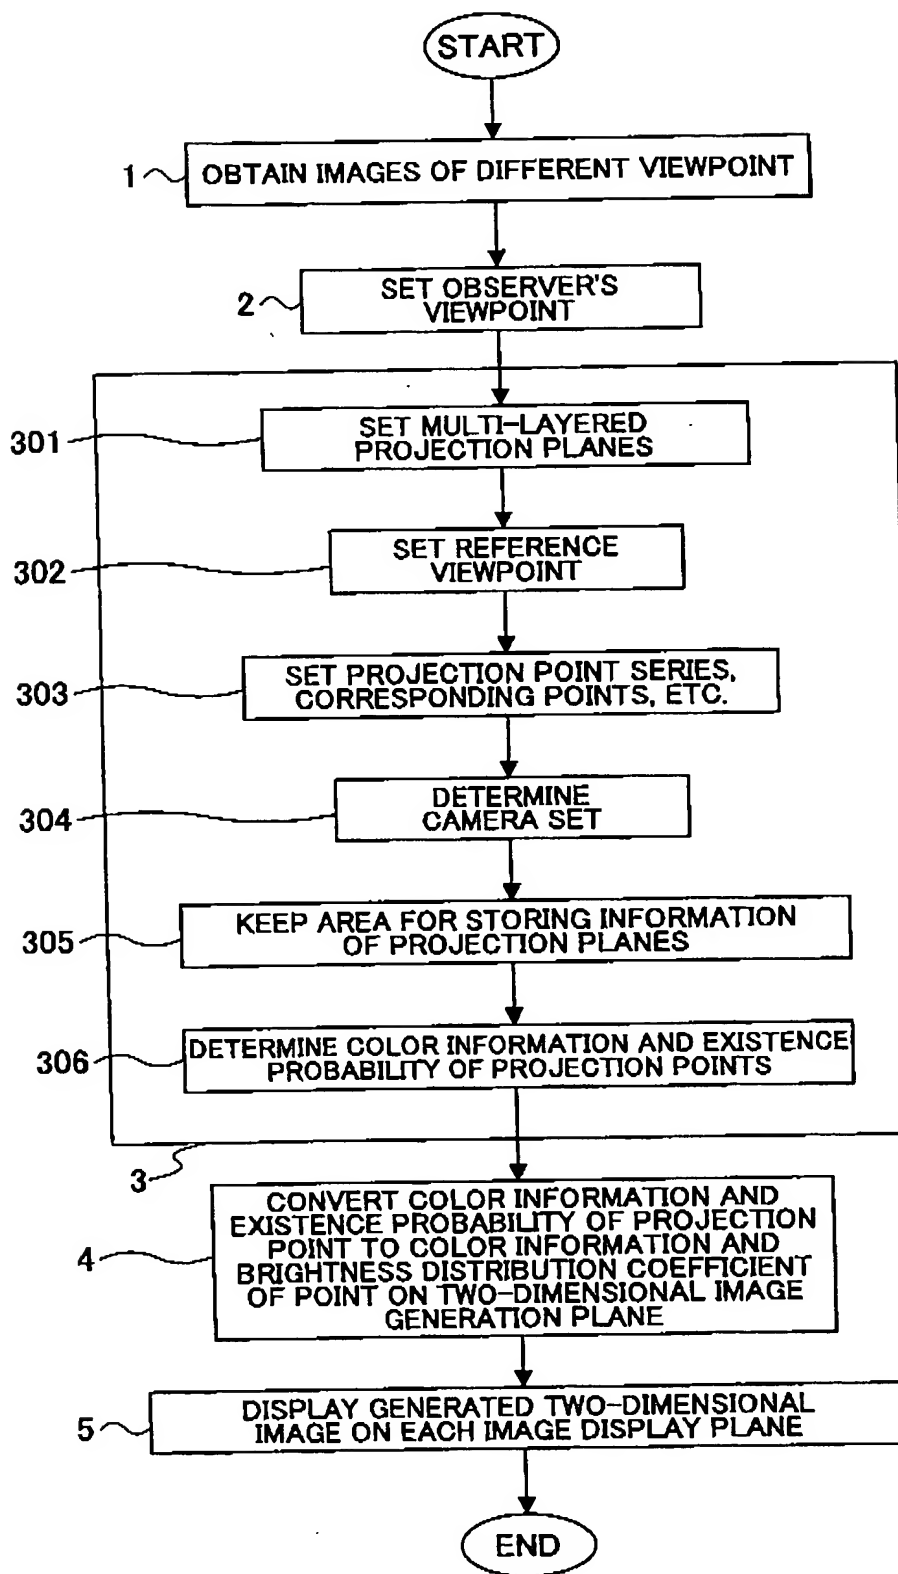 START
1
OBTAIN IMAGES OF DIFFERENT VIEWPOINT
2
SET OBSERVER'S
VIEWPOINT
301
SET MULTI-LAYERED
PROJECTION PLANES
302
SET REFERENCE
VIEWPOINT
303
SET PROJECTION POINT SERIES,
CORRESPONDING POINTS, ETC.
304
DETERMINE
CAMERA SET
305
KEEP AREA FOR STORING INFORMATION
OF PROJECTION PLANES
306
DETERMINE COLOR INFORMATION AND EXISTENCE
PROBABILITY OF PROJECTION POINTS
3
4
CONVERT COLOR INFORMATION AND
EXISTENCE PROBABILITY OF PROJECTION
POINT TO COLOR INFORMATION AND
BRIGHTNESS DISTRIBUTION COEFFICIENT
OF POINT ON TWO-DIMENSIONAL IMAGE
GENERATION PLANE
5
DISPLAY GENERATED TWO-DIMENSIONAL
IMAGE ON EACH IMAGE DISPLAY PLANE
END